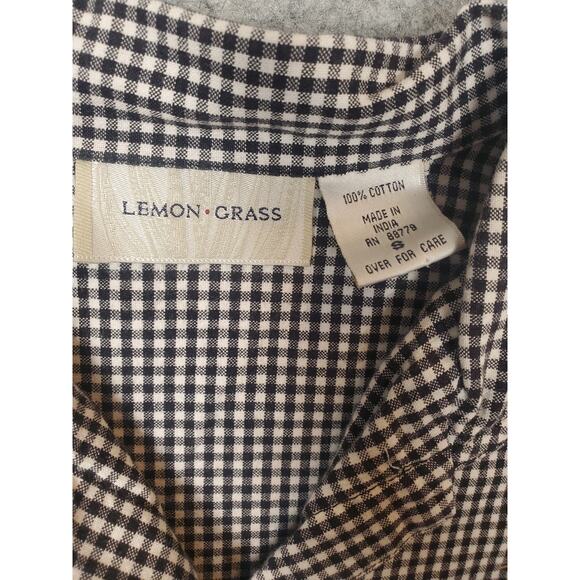 LEMON · GRASS
100% COTTON
MADE IN
INDIA
RN 88779
S
OVER FOR CARE